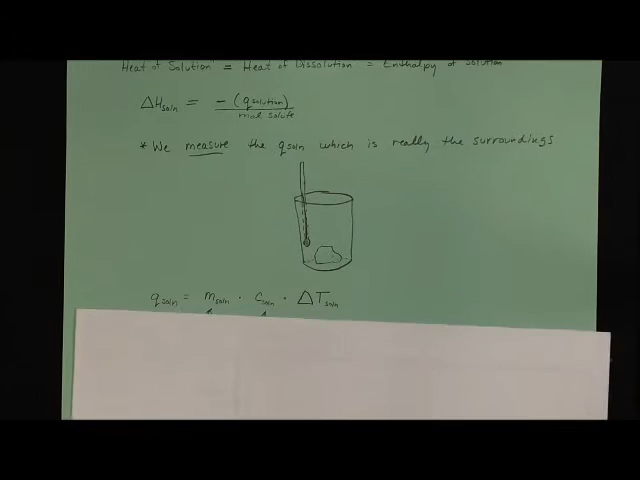 Heat of Solution" = Heat of Dissolution = Enthalpy of solution
ΔHsoln = -(qsolution)
mol solute
*We measure the qsoln which is really the surroundings
qsoln = msoln · csoln · ΔTsoln